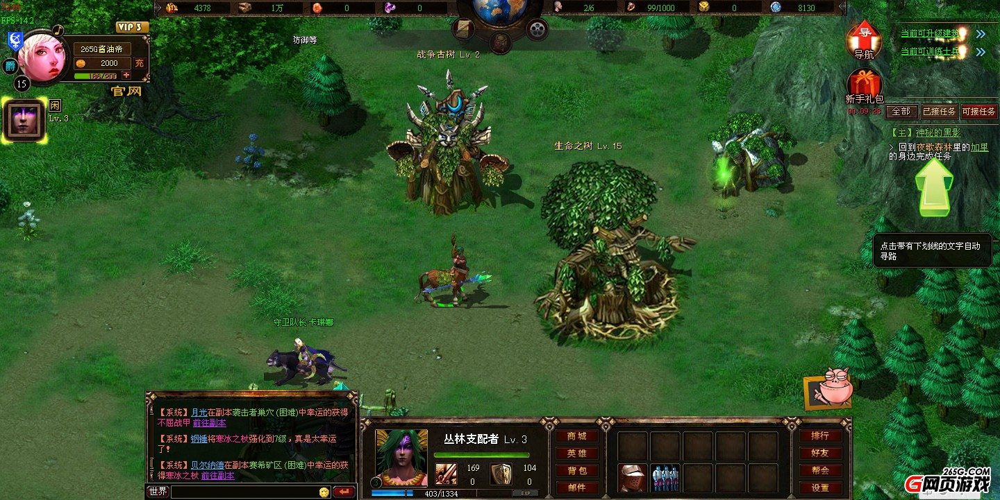 4378
1万
0
0
2/6
99/1000
0
8130
FPS:14.2
VIP 3
265G酱油帝
2000
充
爵
186/200
15
官网
闲
Lv.3
防御等
战争古树 Lv.2
生命之树 Lv.15
导
导航
新手礼包
00:09:28
当前可升级建筑
当前可训练士兵
全部
已接任务
可接任务
【主】神秘的黑影
> 回到夜歌森林里的加里
的身边完成任务
点击带有下划线的文字自动
寻路
守卫队长·卡琳娜
【系统】月光在副本袭击者巢穴(困难)中幸运的获得
不屈战甲 前往副本
【系统】钢锤将寒冰之杖强化到7级，真是太幸运
了!
【系统】贝尔纳德在副本赛希矿区(困难)中幸运的获
得寒冰之杖 前往副本
世界
丛林支配者 Lv.3
169
0
104
0
403/1334
EXP
商城
英雄
背包
邮件
排行
好友
帮会
设置
265G.COM
网页游戏